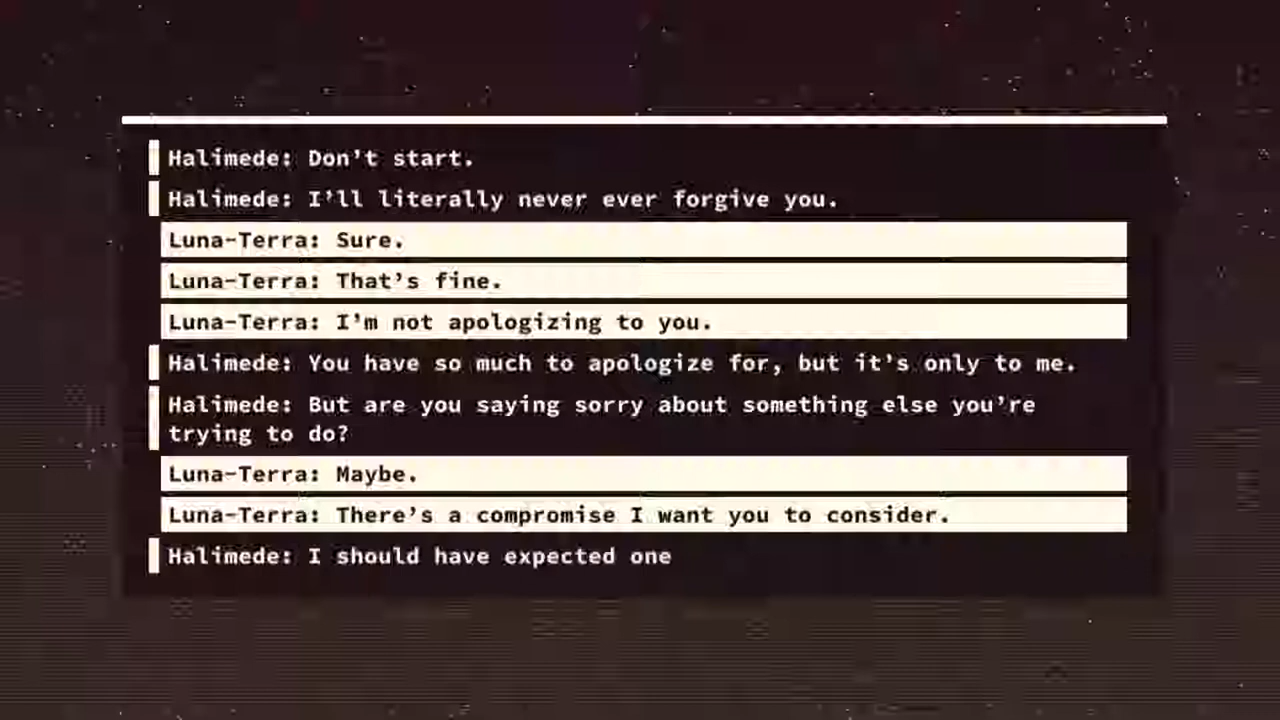 Halimede: Don’t start.
Halimede: I’ll literally never ever forgive you.
Luna-Terra: Sure.
Luna-Terra: That’s fine.
Luna-Terra: I’m not apologizing to you.
Halimede: You have so much to apologize for, but it’s only to me.
Halimede: But are you saying sorry about something else you’re
trying to do?
Luna-Terra: Maybe.
Luna-Terra: There’s a compromise I want you to consider.
Halimede: I should have expected one